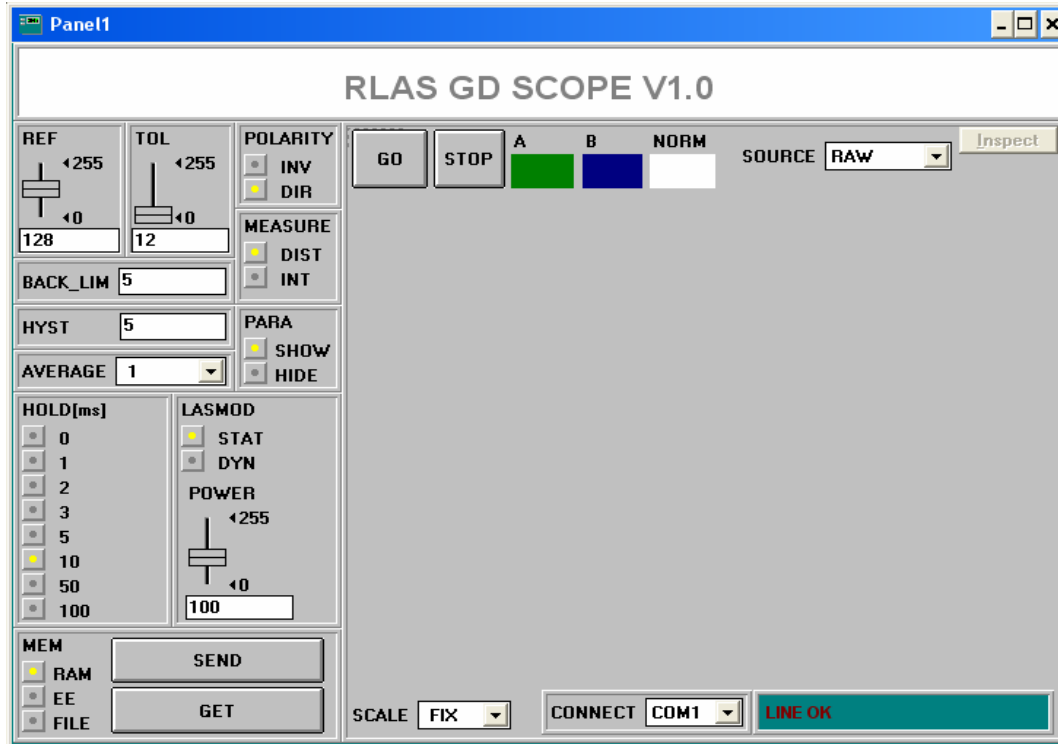 Panel1
RLAS GD SCOPE V1.0
REF
255
0
128
TOL
255
0
12
POLARITY
INV
DIR
MEASURE
DIST
INT
BACK_LIM 5
HYST 5
AVERAGE 1
PARA
SHOW
HIDE
HOLD[ms]
0
1
2
3
5
10
50
100
LASMOD
STAT
DYN
POWER
255
0
100
MEM
RAM
EE
FILE
SEND
GET
GO
STOP
A
B
NORM
SOURCE RAW
Inspect
SCALE FIX
CONNECT COM1
LINE OK